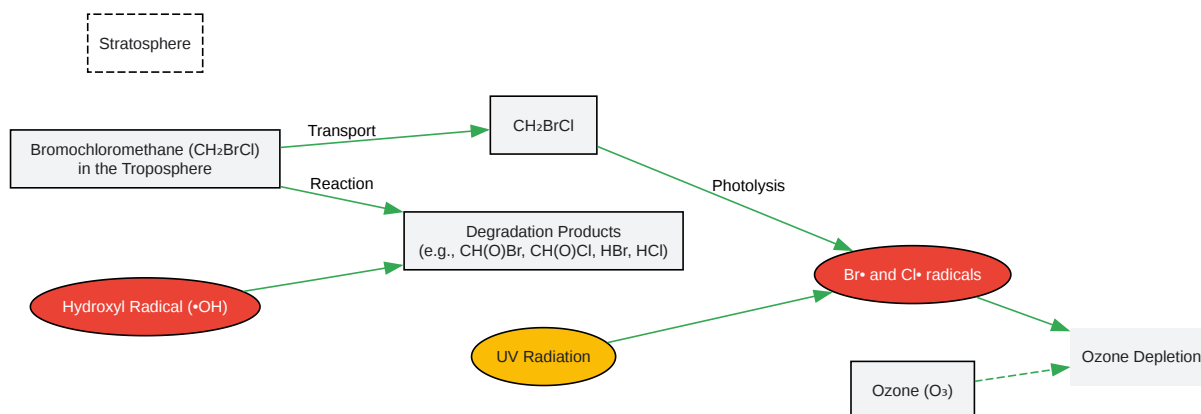 Stratosphere
Transport
CH₂BrCl
Bromochloromethane (CH₂BrCl)
in the Troposphere
Reaction
Photolysis
Degradation Products
(e.g., CH(O)Br, CH(O)Cl, HBr, HCl)
Br• and Cl• radicals
Hydroxyl Radical (•OH)
UV Radiation
Ozone Depletion
Ozone (O₃)